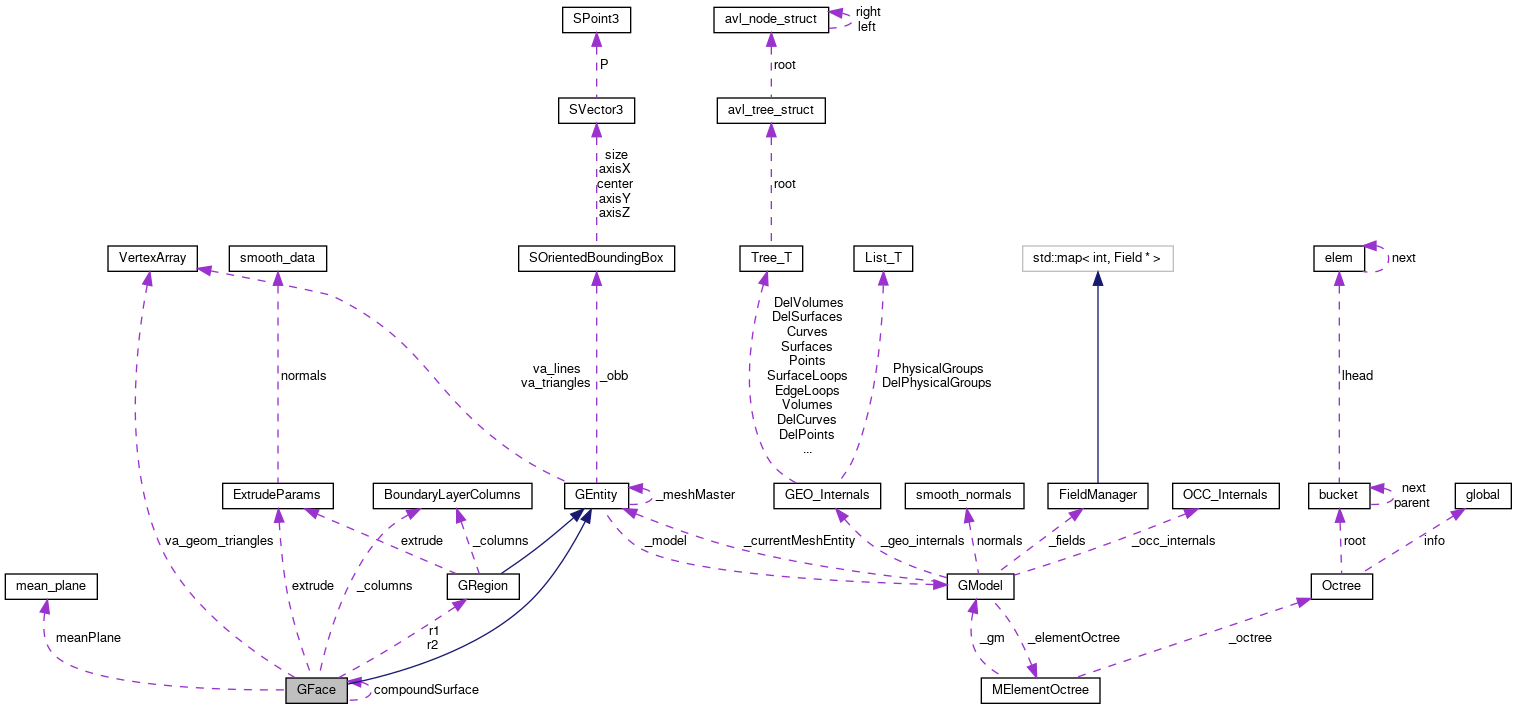 SPoint3
avl_node_struct
right
left
P
root
SVector3
avl_tree_struct
size
axisX
center
axisY
axisZ
root
VertexArray
smooth_data
SOrientedBoundingBox
Tree_T
List_T
std::map< int, Field * >
elem
next
normals
va_lines
va_triangles
_obb
DelVolumes
DelSurfaces
Curves
Surfaces
Points
SurfaceLoops
EdgeLoops
Volumes
DelCurves
DelPoints
...
PhysicalGroups
DelPhysicalGroups
lhead
ExtrudeParams
BoundaryLayerColumns
GEntity
_meshMaster
GEO_Internals
smooth_normals
FieldManager
OCC_Internals
bucket
next
parent
global
va_geom_triangles
extrude
_columns
_model
_currentMeshEntity
_geo_internals
normals
_fields
_occ_internals
root
info
mean_plane
extrude
_columns
GRegion
GModel
Octree
meanPlane
r1
r2
_gm
_elementOctree
_octree
GFace
compoundSurface
MElementOctree